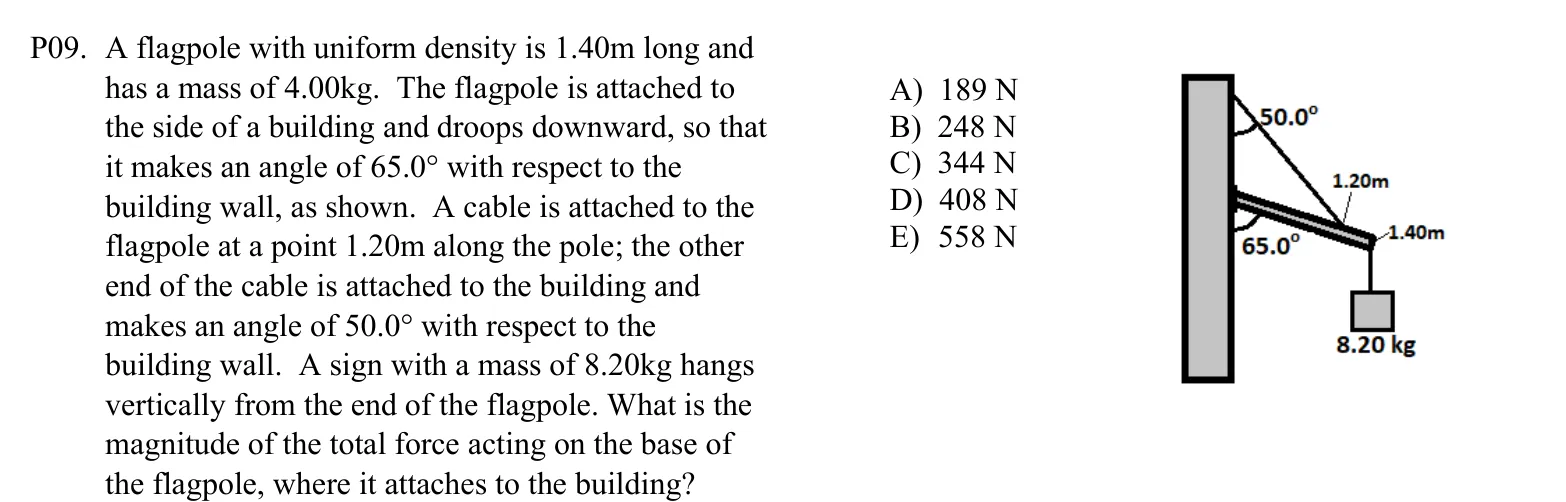 P09. A flagpole with uniform density is 1.40m long and
has a mass of 4.00kg. The flagpole is attached to
the side of a building and droops downward, so that
it makes an angle of 65.0° with respect to the
building wall, as shown. A cable is attached to the
flagpole at a point 1.20m along the pole; the other
end of the cable is attached to the building and
makes an angle of 50.0° with respect to the
building wall. A sign with a mass of 8.20kg hangs
vertically from the end of the flagpole. What is the
magnitude of the total force acting on the base of
the flagpole, where it attaches to the building?
A) 189 N
B) 248 N
C) 344 N
D) 408 N
E) 558 N
50.0°
1.20m
1.40m
65.0°
8.20 kg